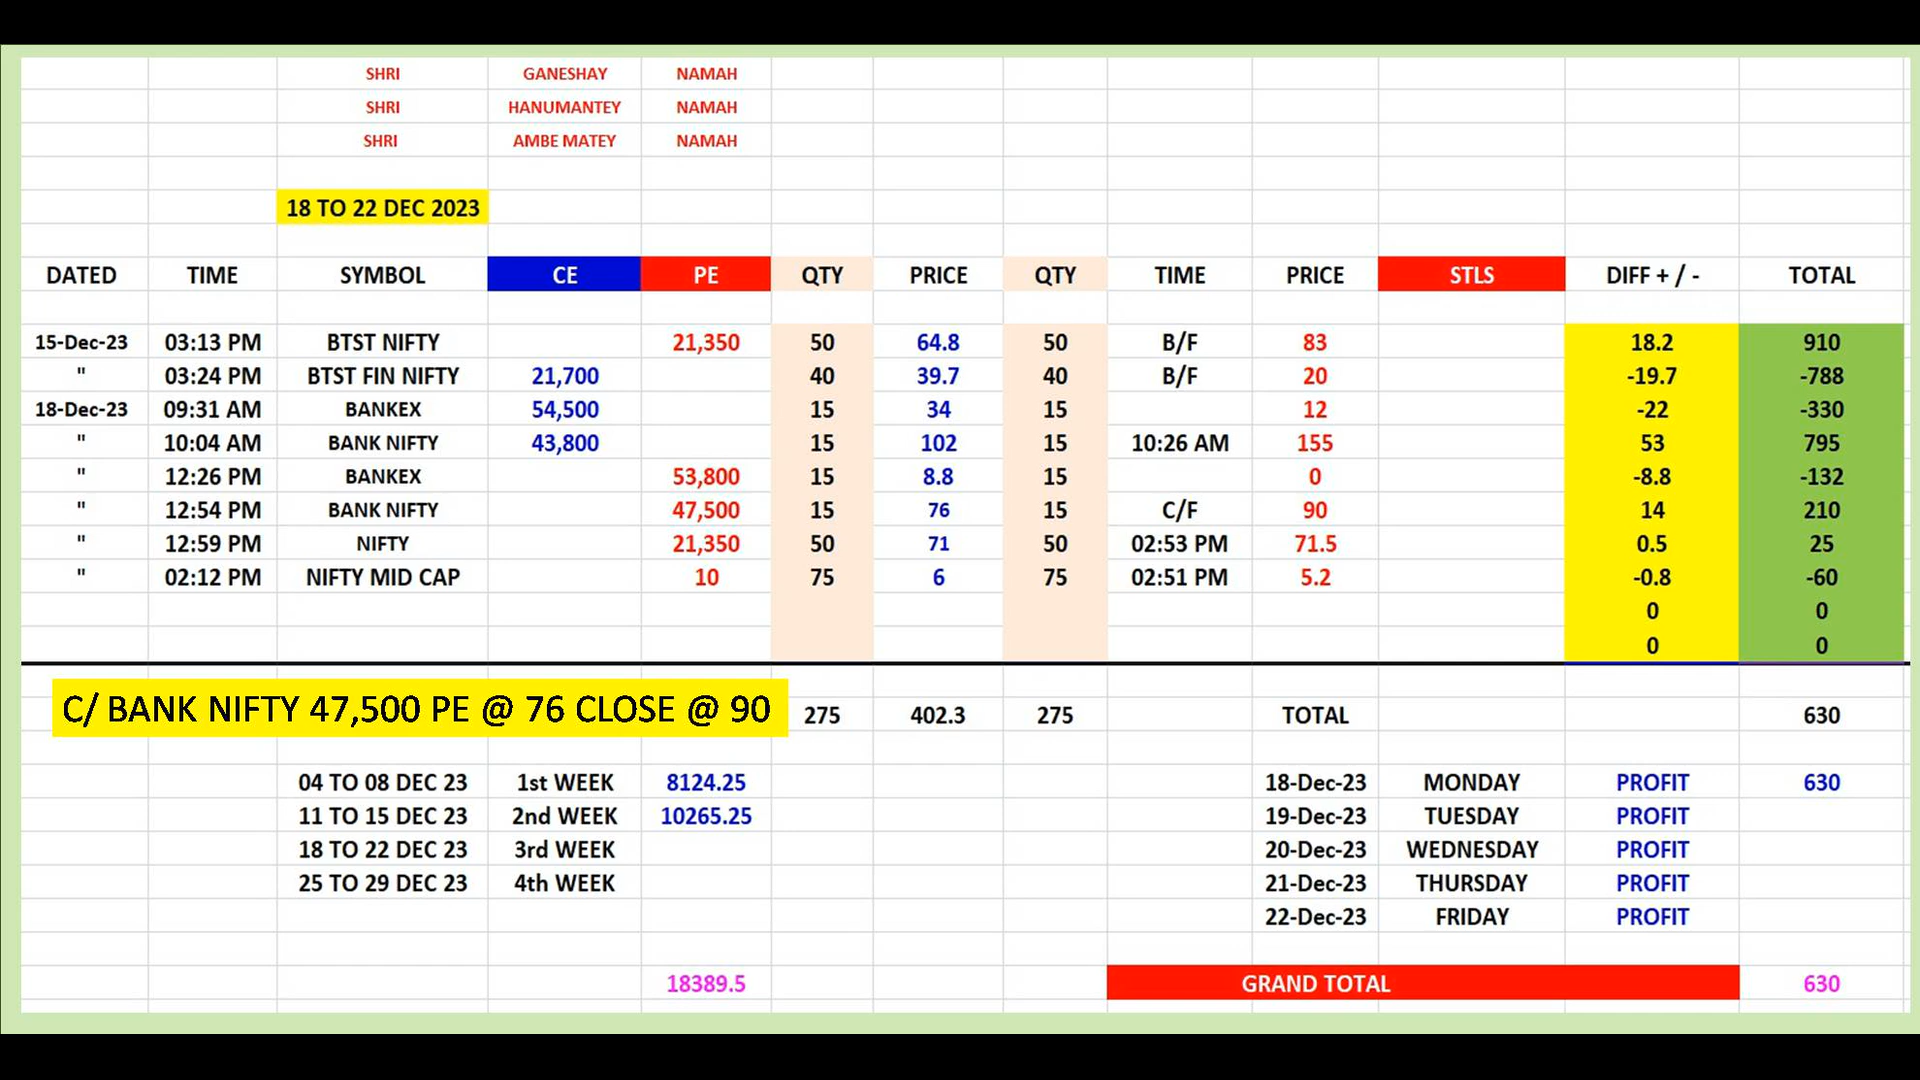 SHRI GANESHAY NAMAH
SHRI HANUMANTEY NAMAH
SHRI AMBE MATEY NAMAH
18 TO 22 DEC 2023
DATED TIME SYMBOL CE PE QTY PRICE QTY TIME PRICE STLS DIFF + / - TOTAL
15-Dec-23 03:13 PM BTST NIFTY 21,350 50 64.8 50 B/F 83 18.2 910
" 03:24 PM BTST FIN NIFTY 21,700 40 39.7 40 B/F 20 -19.7 -788
18-Dec-23 09:31 AM BANKEX 54,500 15 34 15 12 -22 -330
" 10:04 AM BANK NIFTY 43,800 15 102 15 10:26 AM 155 53 795
" 12:26 PM BANKEX 53,800 15 8.8 15 0 -8.8 -132
" 12:54 PM BANK NIFTY 47,500 15 76 15 C/F 90 14 210
" 12:59 PM NIFTY 21,350 50 71 50 02:53 PM 71.5 0.5 25
" 02:12 PM NIFTY MID CAP 10 75 6 75 02:51 PM 5.2 -0.8 -60
0 0
0 0
C/ BANK NIFTY 47,500 PE @ 76 CLOSE @ 90 275 402.3 275 TOTAL 630
04 TO 08 DEC 23 1st WEEK 8124.25 18-Dec-23 MONDAY PROFIT 630
11 TO 15 DEC 23 2nd WEEK 10265.25 19-Dec-23 TUESDAY PROFIT
18 TO 22 DEC 23 3rd WEEK 20-Dec-23 WEDNESDAY PROFIT
25 TO 29 DEC 23 4th WEEK 21-Dec-23 THURSDAY PROFIT
22-Dec-23 FRIDAY PROFIT
18389.5 GRAND TOTAL 630